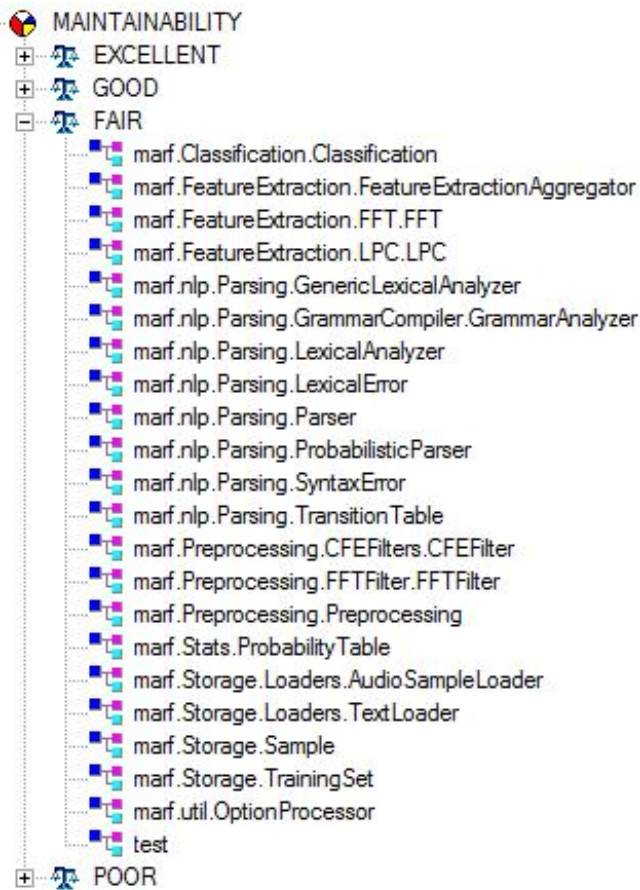 MAINTAINABILITY
EXCELLENT
GOOD
FAIR
marf.Classification.Classification
marf.FeatureExtraction.FeatureExtractionAggregator
marf.FeatureExtraction.FFT.FFT
marf.FeatureExtraction.LPC.LPC
marf.nlp.Parsing.GenericLexicalAnalyzer
marf.nlp.Parsing.GrammarCompiler.GrammarAnalyzer
marf.nlp.Parsing.LexicalAnalyzer
marf.nlp.Parsing.LexicalError
marf.nlp.Parsing.Parser
marf.nlp.Parsing.ProbabilisticParser
marf.nlp.Parsing.SyntaxError
marf.nlp.Parsing.TransitionTable
marf.Preprocessing.CFEFilters.CFEFilter
marf.Preprocessing.FFTFilter.FFTFilter
marf.Preprocessing.Preprocessing
marf.Stats.ProbabilityTable
marf.Storage.Loaders.AudioSampleLoader
marf.Storage.Loaders.TextLoader
marf.Storage.Sample
marf.Storage.TrainingSet
marf.util.OptionProcessor
test
POOR